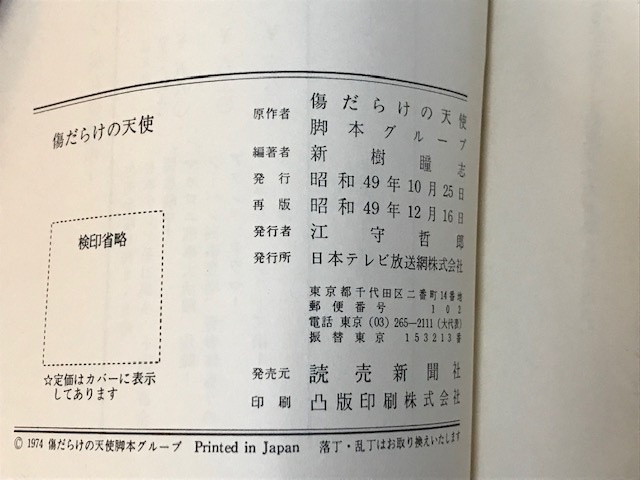 傷だらけの天使
原作者 傷だらけの天使
脚本グループ
編著者 新樹瞳志
発行 昭和49年10月25日
再版 昭和49年12月16日
発行者 江守哲郎
発行所 日本テレビ放送網株式会社
東京都千代田区二番町14番地
郵便番号 102
電話 東京 (03) 265-2111 (大代表)
振替東京 153213番
検印省略
☆定価はカバーに表示
してあります
発売元 読売新聞社
印刷 凸版印刷株式会社
© 1974 傷だらけの天使脚本グループ Printed in Japan 落丁・乱丁はお取り換えいたします